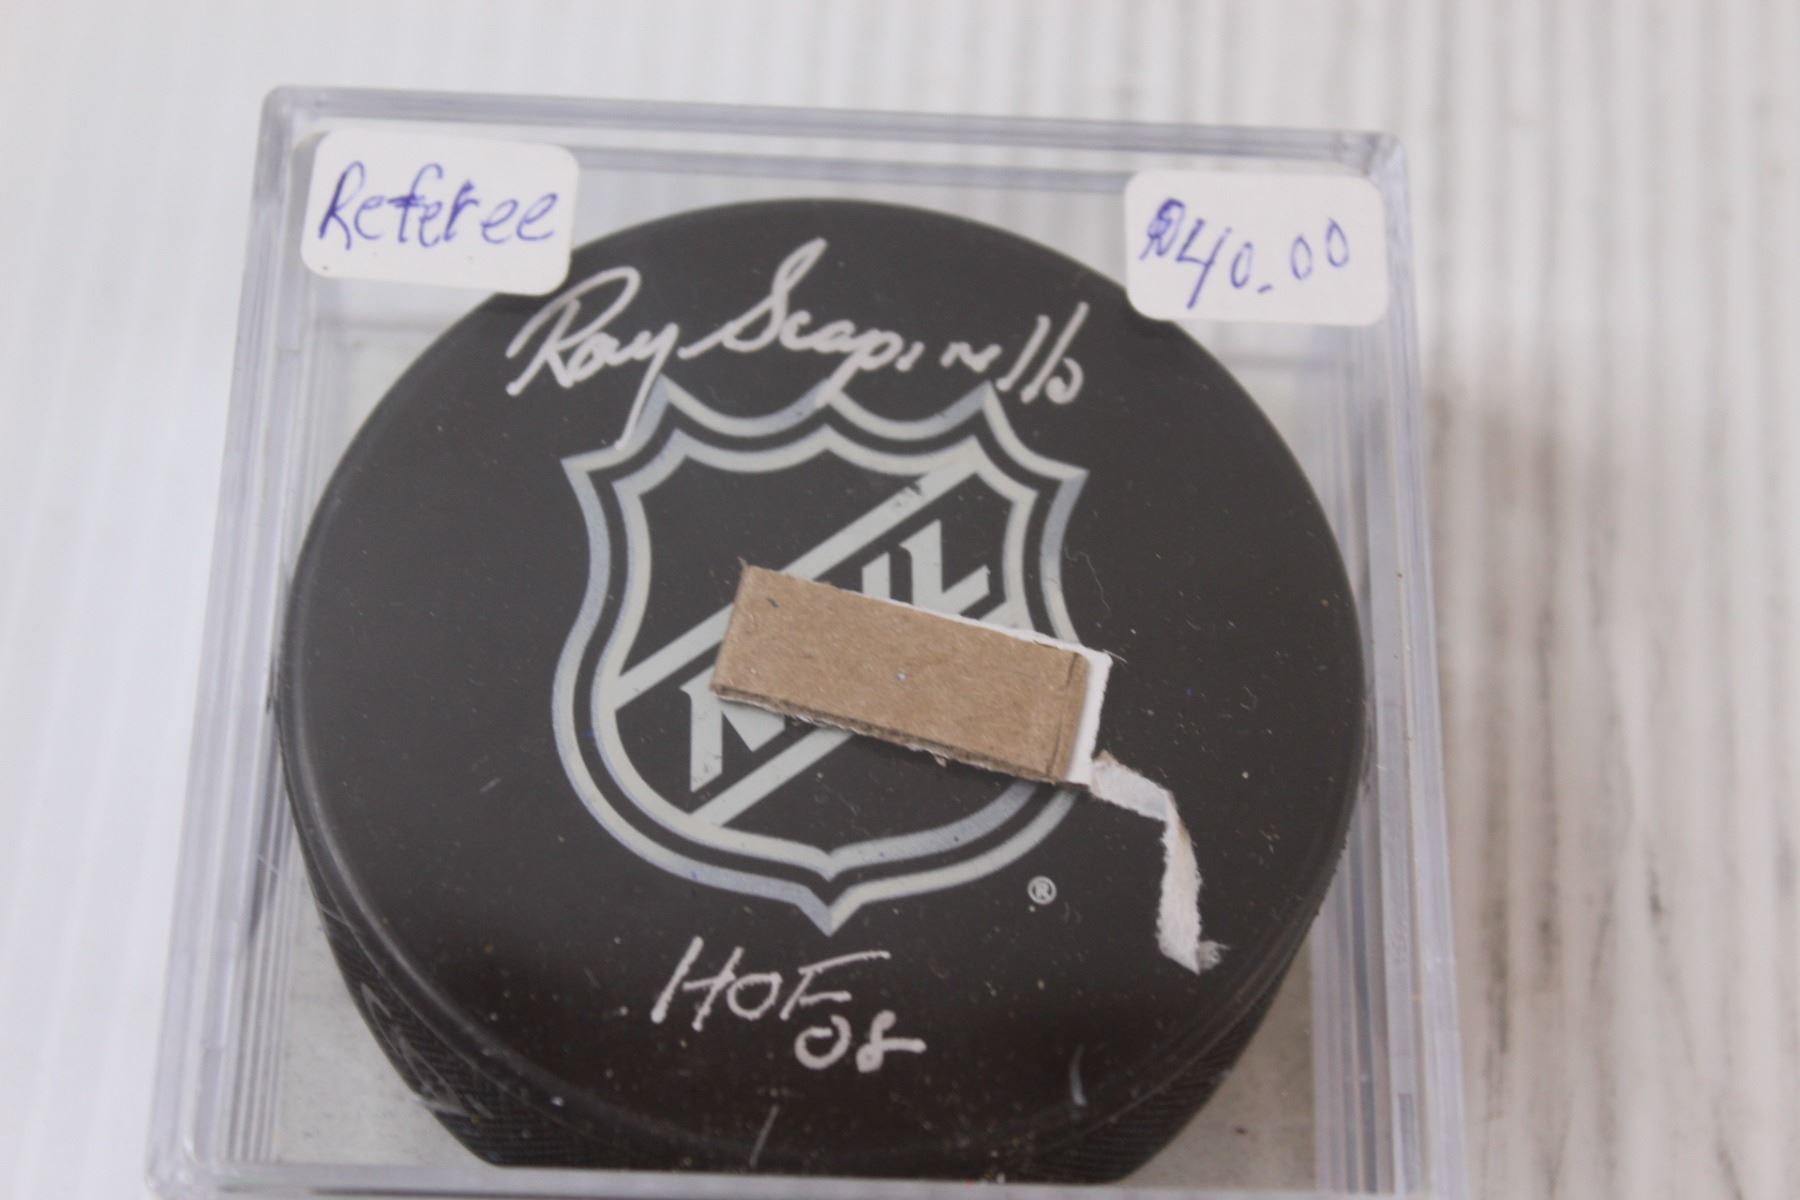 Referee
$40.00
Ray Scapinello
NHL
®
HOF
08